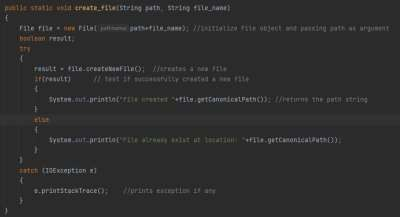 public static void create_file(String path, String file_name)
{
File file = new File( pathname: path+file_name); //initialize File object and passing path as argument
boolean result;
try
{
result = file.createNewFile();  //creates a new file
if(result)      // test if successfully created a new file
{
System.out.println("file created "+file.getCanonicalPath()); //returns the path string
}
else
{
System.out.println("File already exist at location: "+file.getCanonicalPath());
}
}
catch (IOException e)
{
e.printStackTrace();    //prints exception if any
}
}